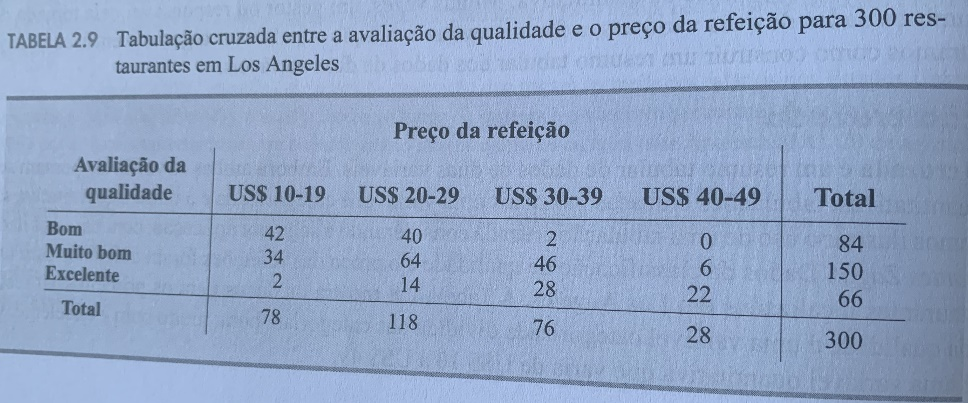 TABELA 2.9 Tabulação cruzada entre a avaliação da qualidade e o preço da refeição para 300 res-
taurantes em Los Angeles
Preço da refeição
Avaliação da
qualidade US$ 10-19 US$ 20-29 US$ 30-39 US$ 40-49 Total
Bom 42 40 2 0 84
Muito bom 34 64 46 6 150
Excelente 2 14 28 22 66
Total 78 118 76 28 300